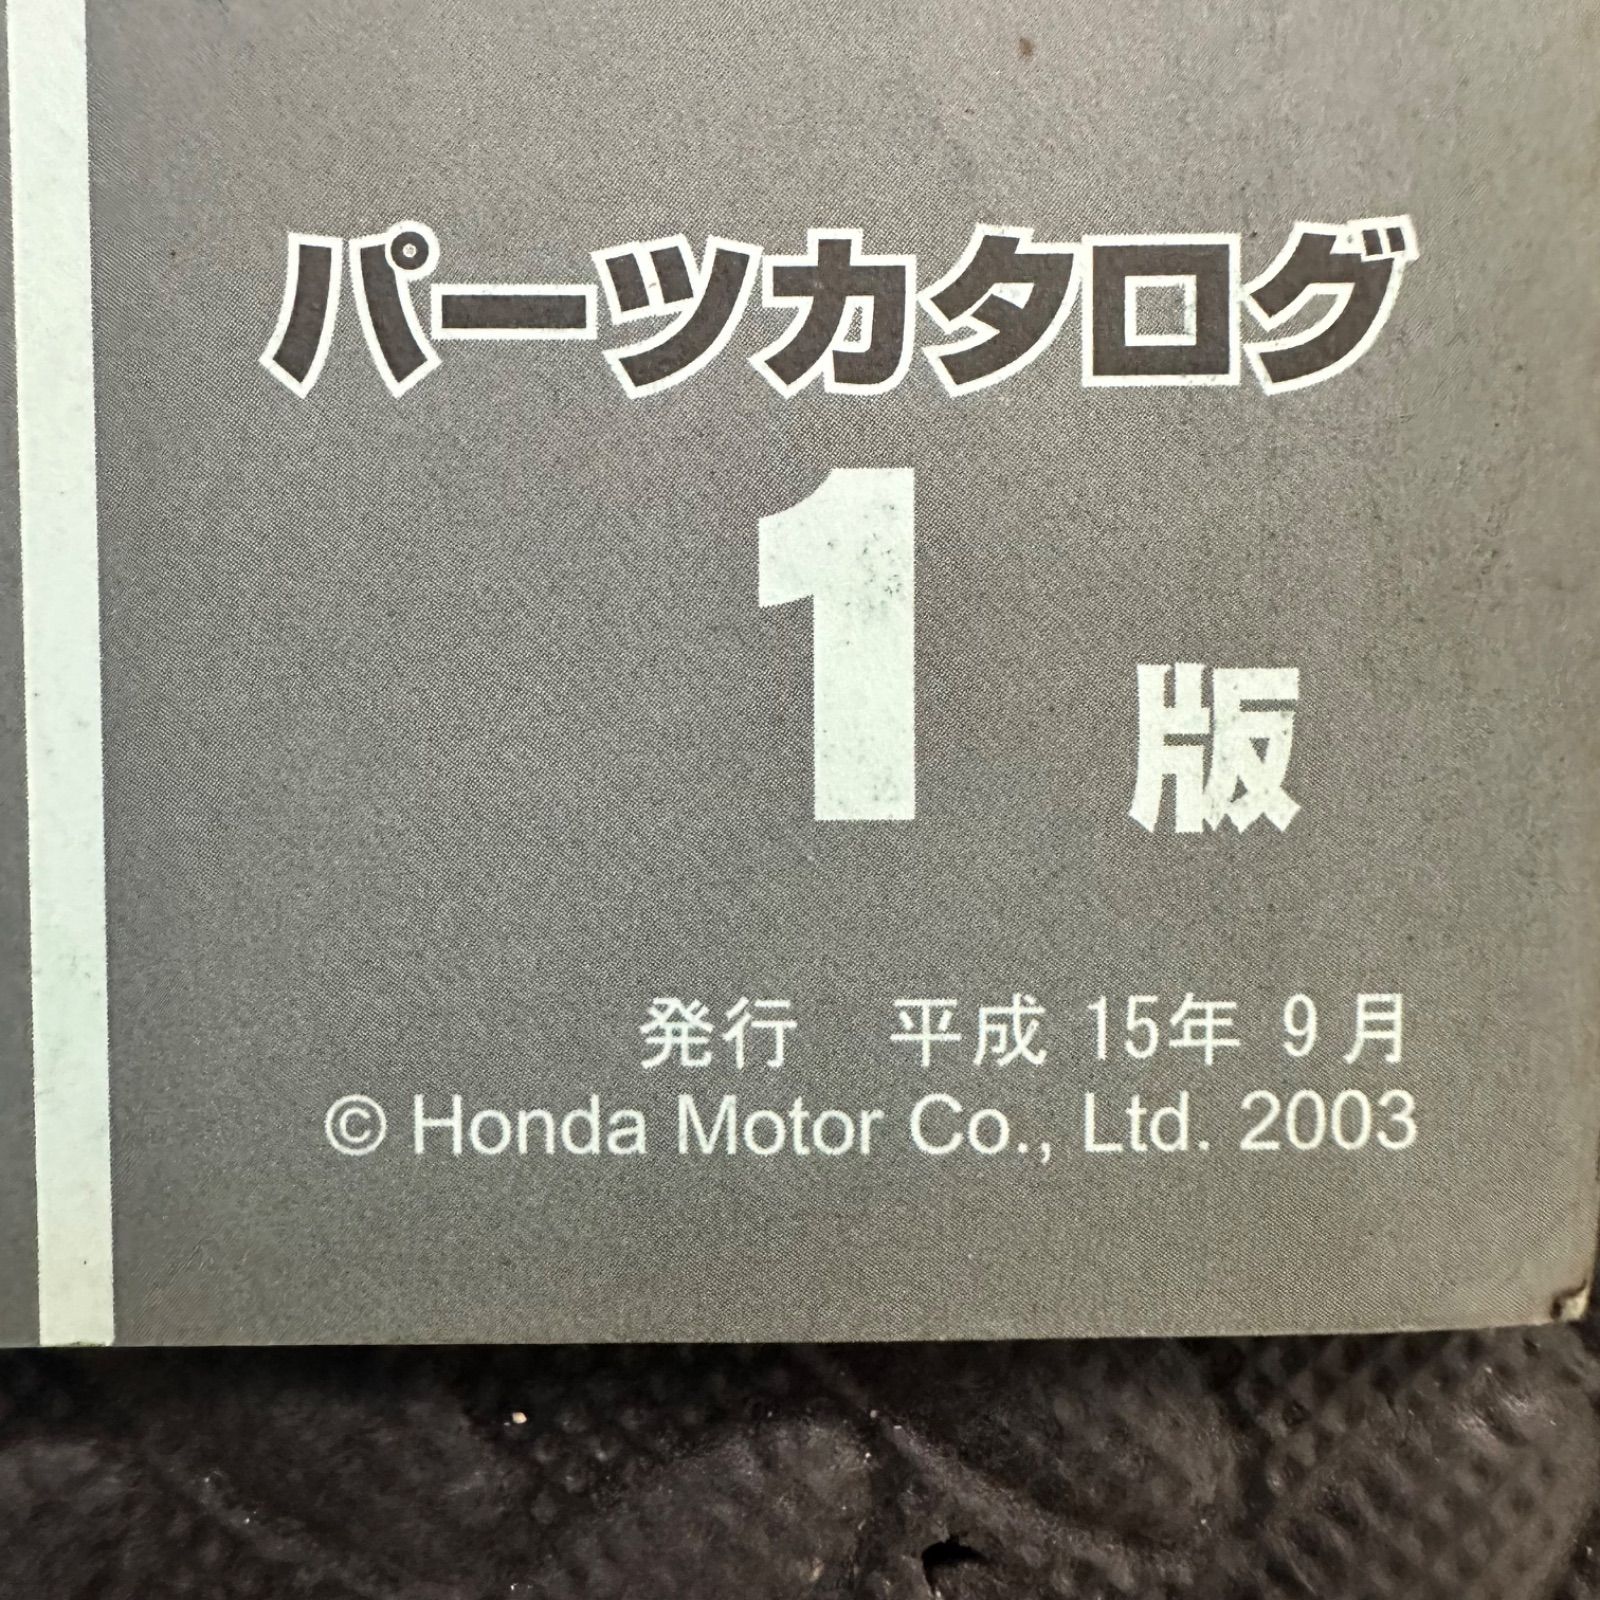 パーツカタログ
1 版
発行 平成 15年 9月
© Honda Motor Co., Ltd. 2003